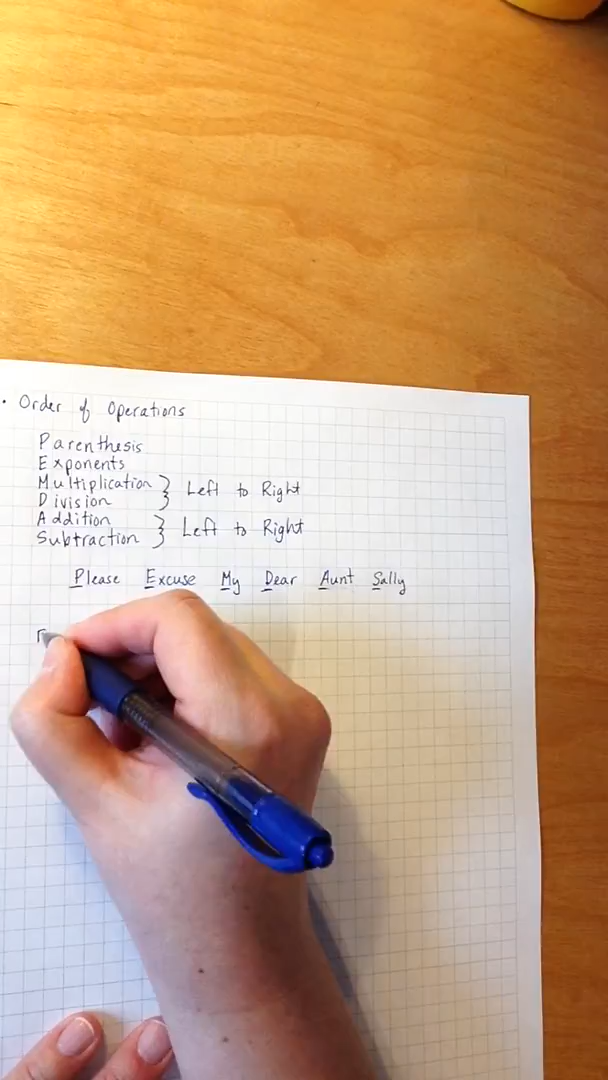 • Order of Operations
Parenthesis
Exponents
Multiplication } Left to Right
Division
Addition } Left to Right
Subtraction
Please Excuse My Dear Aunt Sally